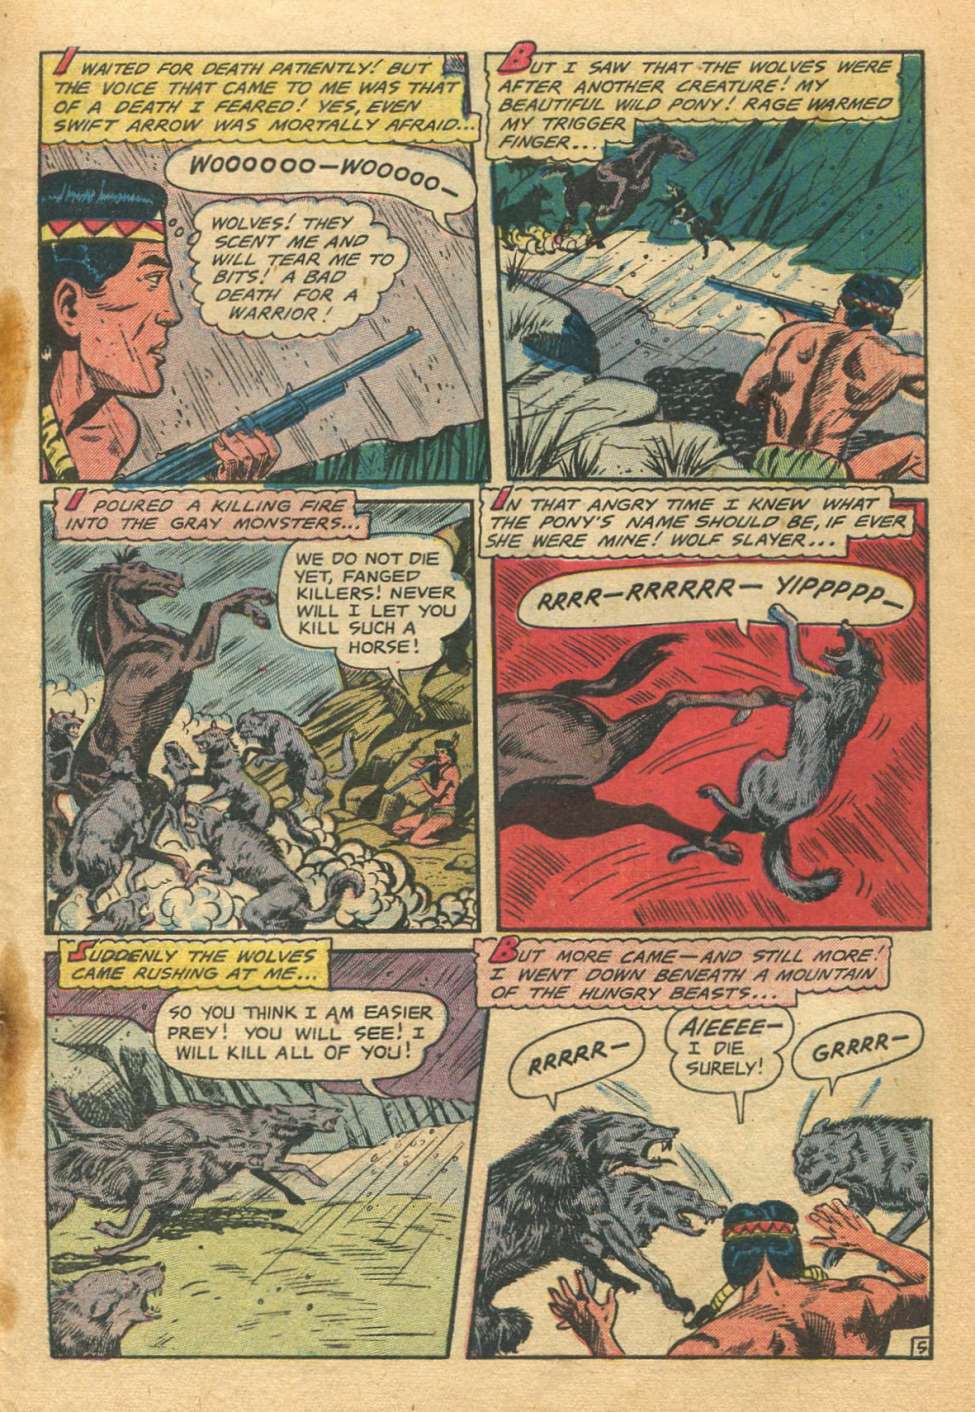 I WAITED FOR DEATH PATIENTLY! BUT
THE VOICE THAT CAME TO ME WAS THAT
OF A DEATH I FEARED! YES, EVEN
SWIFT ARROW WAS MORTALLY AFRAID...
WOOOOOO-WOOOOO-
WOLVES! THEY
SCENT ME AND
WILL TEAR ME TO
BITS! A BAD
DEATH FOR A
WARRIOR!
BUT I SAW THAT THE WOLVES WERE
AFTER ANOTHER CREATURE! MY
BEAUTIFUL WILD PONY! RAGE WARMED
MY TRIGGER
FINGER...
I POURED A KILLING FIRE
INTO THE GRAY MONSTERS...
WE DO NOT DIE
YET, FANGED
KILLERS! NEVER
WILL I LET YOU
KILL SUCH A
HORSE!
IN THAT ANGRY TIME I KNEW WHAT
THE PONY'S NAME SHOULD BE, IF EVER
SHE WERE MINE! WOLF SLAYER...
RRRR-RRRRRR-YIPPPPP-
SUDDENLY THE WOLVES
CAME RUSHING AT ME...
SO YOU THINK I AM EASIER
PREY! YOU WILL SEE! I
WILL KILL ALL OF YOU!
BUT MORE CAME-AND STILL MORE!
I WENT DOWN BENEATH A MOUNTAIN
OF THE HUNGRY BEASTS...
RRRRR-
AIEEEE-
I DIE
SURELY!
GRRRR-
5